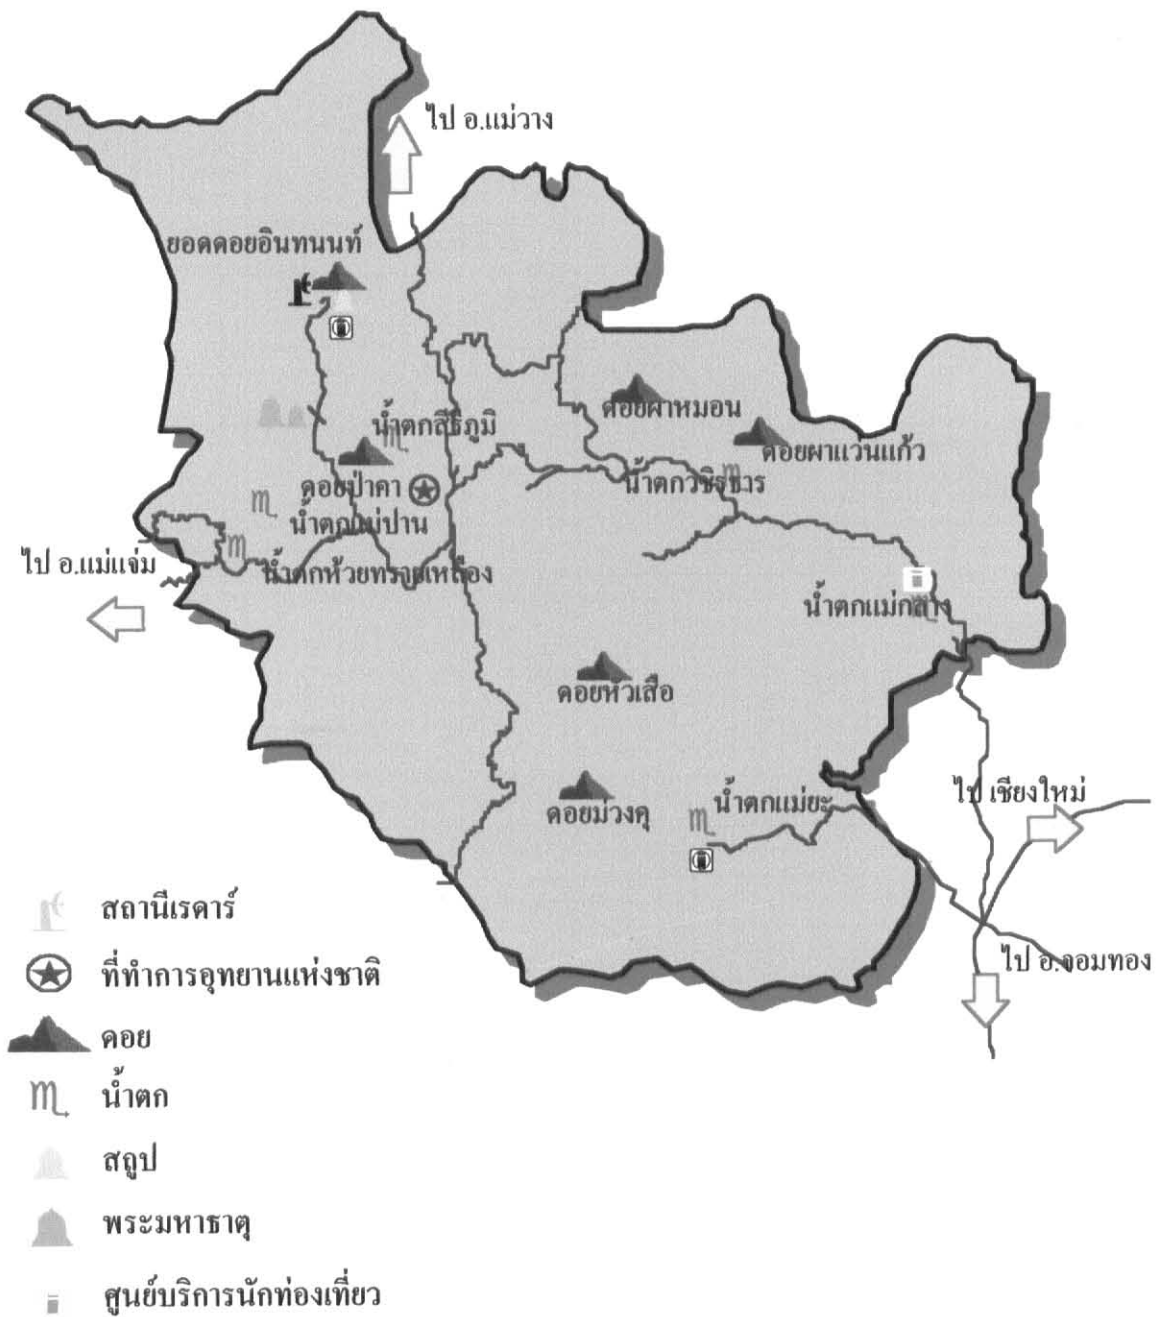 ไป อ.แม่วาง
ยอดดอยอินทนนท์
ดอยผาหมอน
น้ำตกสิริภูมิ
ดอยผาแว่นแก้ว
ดอยป่าคา
น้ำตกวชิรธาร
น้ำตกแม่ปาน
ไป อ.แม่แจ่ม
น้ำตกห้วยทรายเหลือง
น้ำตกแม่กลาง
ดอยหัวเสือ
ไป เชียงใหม่
น้ำตกแม่ยะ
ดอยม่วงคุ
ไป อ.จอมทอง
สถานีเรดาร์
ที่ทำการอุทยานแห่งชาติ
ดอย
น้ำตก
สถูป
พระมหาธาตุ
ศูนย์บริการนักท่องเที่ยว